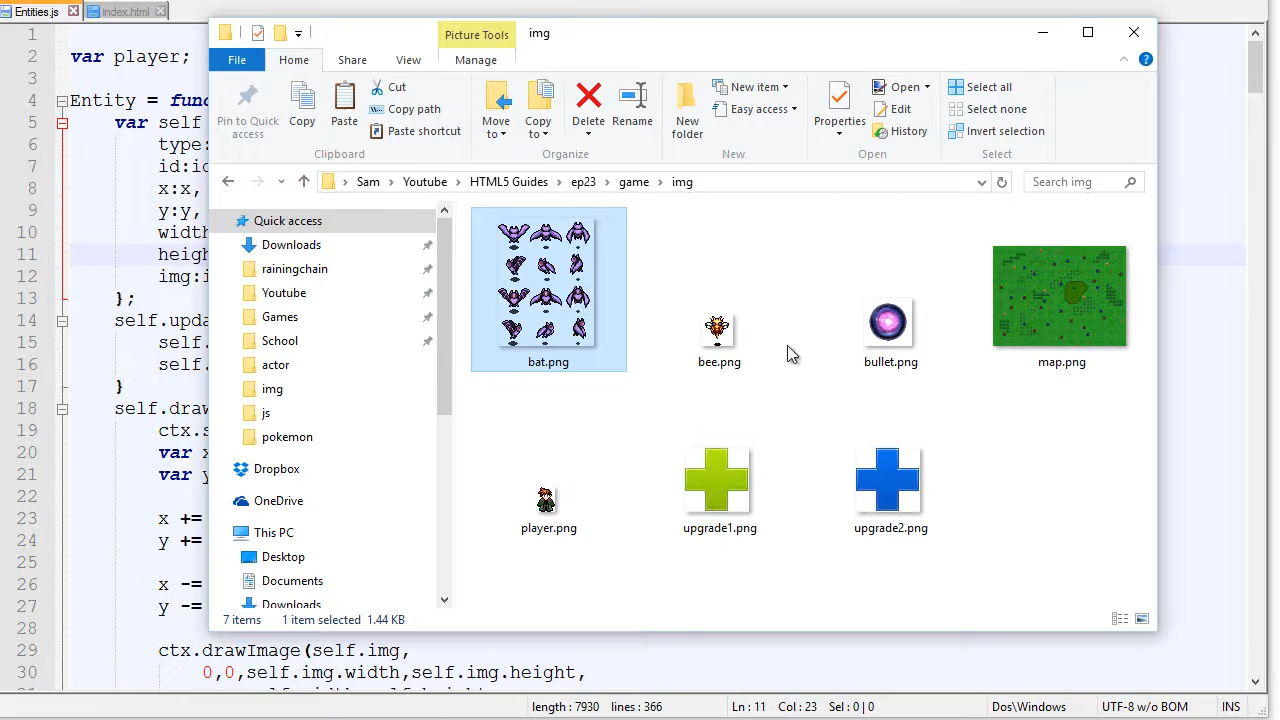 Entities.js
index.html
1
2 var player;
3
4 Entity = func
5 var self
6 type:
7 id:id
8 x:x,
9 y:y,
10 width
11 heigh
12 img:i
13 };
14 self.upda
15 self.
16 self.
17 }
18 self.draw
19 ctx.s
20 var x
21 var y
22
23 x +=
24 y +=
25
26 x -=
27 y -=
28
29 ctx.drawImage(self.img,
30 0,0,self.img.width,self.img.height,
Picture Tools
img
File
Home
Share
View
Manage
Pin to Quick access
Copy
Paste
Cut
Copy path
Paste shortcut
Clipboard
Move to
Copy to
Delete
Rename
Organize
New folder
New item
Easy access
New
Properties
Open
Edit
History
Open
Select all
Select none
Invert selection
Select
Sam > Youtube > HTML5 Guides > ep23 > game > img
Search img
Quick access
Downloads
rainingchain
Youtube
Games
School
actor
img
js
pokemon
Dropbox
OneDrive
This PC
Desktop
Documents
Downloads
bat.png
bee.png
bullet.png
map.png
player.png
upgrade1.png
upgrade2.png
7 items 1 item selected 1.44 KB
length : 7930 lines : 366
Ln : 11 Col : 23 Sel : 0 | 0
Dos\Windows
UTF-8 w/o BOM
INS